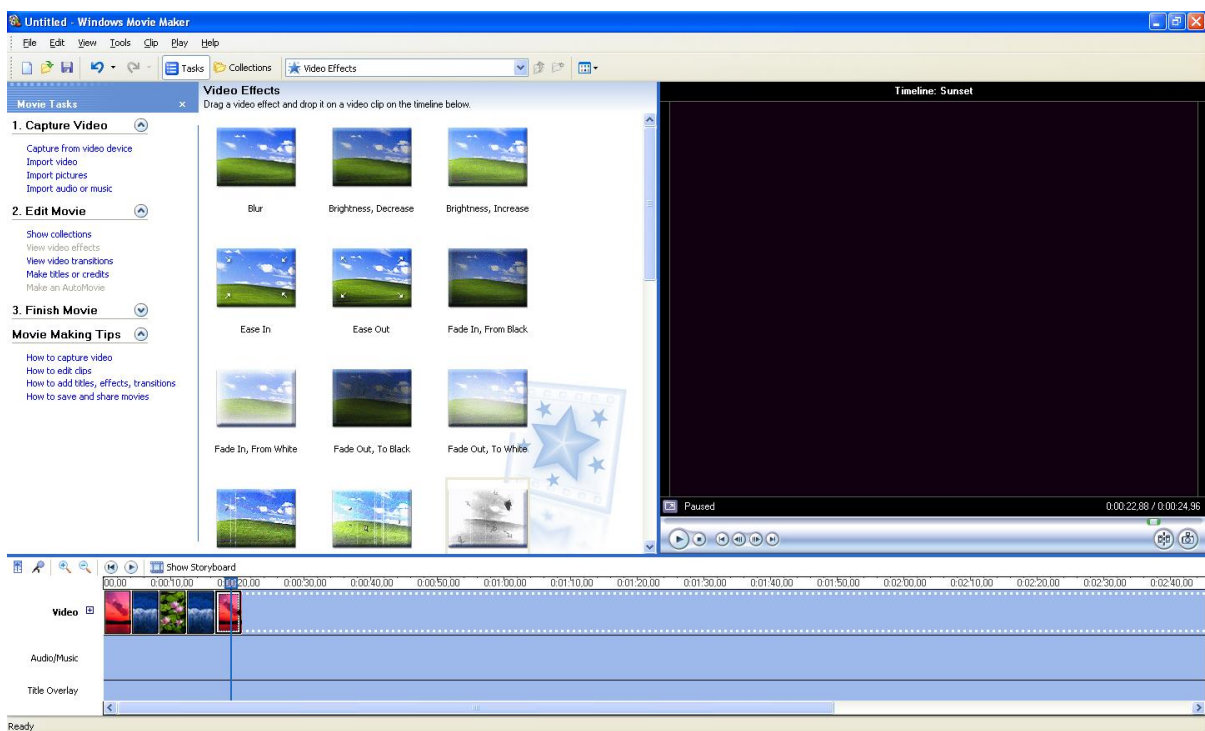 Untitled - Windows Movie Maker
File Edit View Tools Clip Play Help
Tasks Collections Video Effects
Movie Tasks
1. Capture Video
Capture from video device
Import video
Import pictures
Import audio or music
2. Edit Movie
Show collections
View video effects
View video transitions
Make titles or credits
Make an AutoMovie
3. Finish Movie
Movie Making Tips
How to capture video
How to edit clips
How to add titles, effects, transitions
How to save and share movies
Video Effects
Drag a video effect and drop it on a video clip on the timeline below.
Blur Brightness, Decrease Brightness, Increase
Ease In Ease Out Fade In, From Black
Fade In, From White Fade Out, To Black Fade Out, To White
Timeline: Sunset
Paused 0:00:22,88 / 0:00:24,96
Show Storyboard
00,00 0:00:10,00 0:00:20,00 0:00:30,00 0:00:40,00 0:00:50,00 0:01:00,00 0:01:10,00 0:01:20,00 0:01:30,00 0:01:40,00 0:01:50,00 0:02:00,00 0:02:10,00 0:02:20,00 0:02:30,00 0:02:40,00
Video
Audio/Music
Title Overlay
Ready